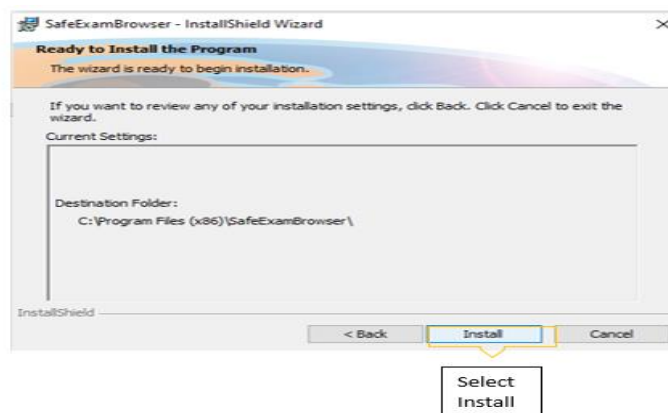 SafeExamBrowser - InstallShield Wizard
Ready to Install the Program
The wizard is ready to begin installation.
If you want to review any of your installation settings, click Back. Click Cancel to exit the
wizard.
Current Settings:
Destination Folder:
C:\Program Files (x86)\SafeExamBrowser\
InstallShield
< Back Install Cancel
Select
Install